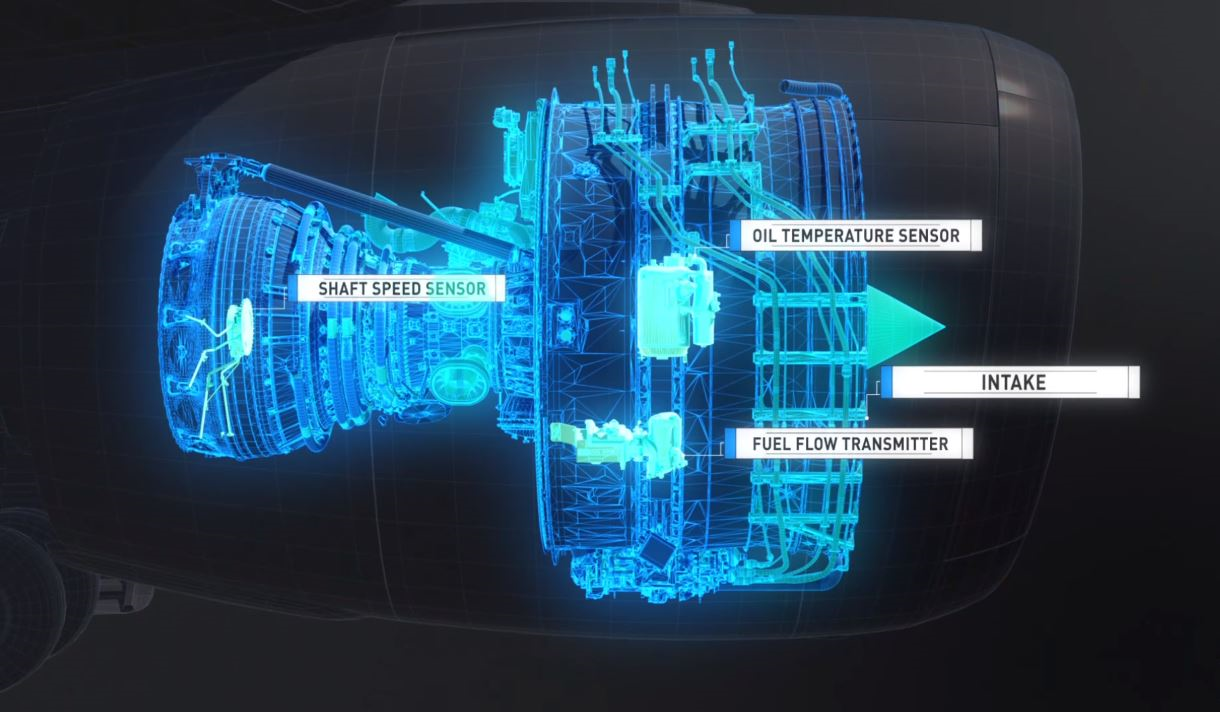 OIL TEMPERATURE SENSOR
SHAFT SPEED SENSOR
INTAKE
FUEL FLOW TRANSMITTER